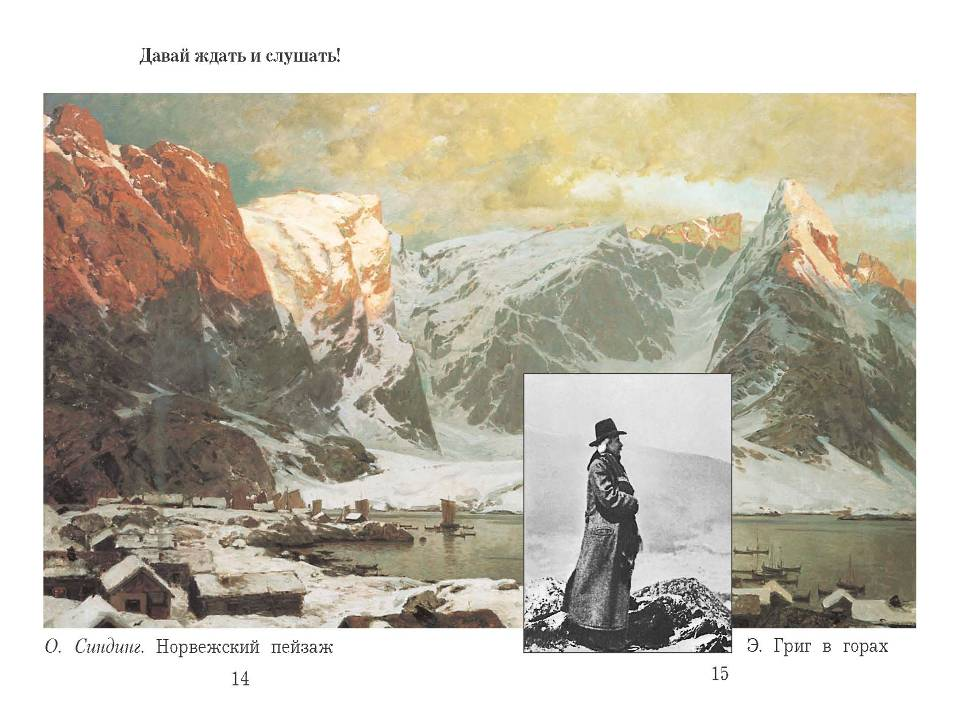 Давай ждать и слушать!
О. Синдинг. Норвежский пейзаж
Э. Григ в горах
14
15